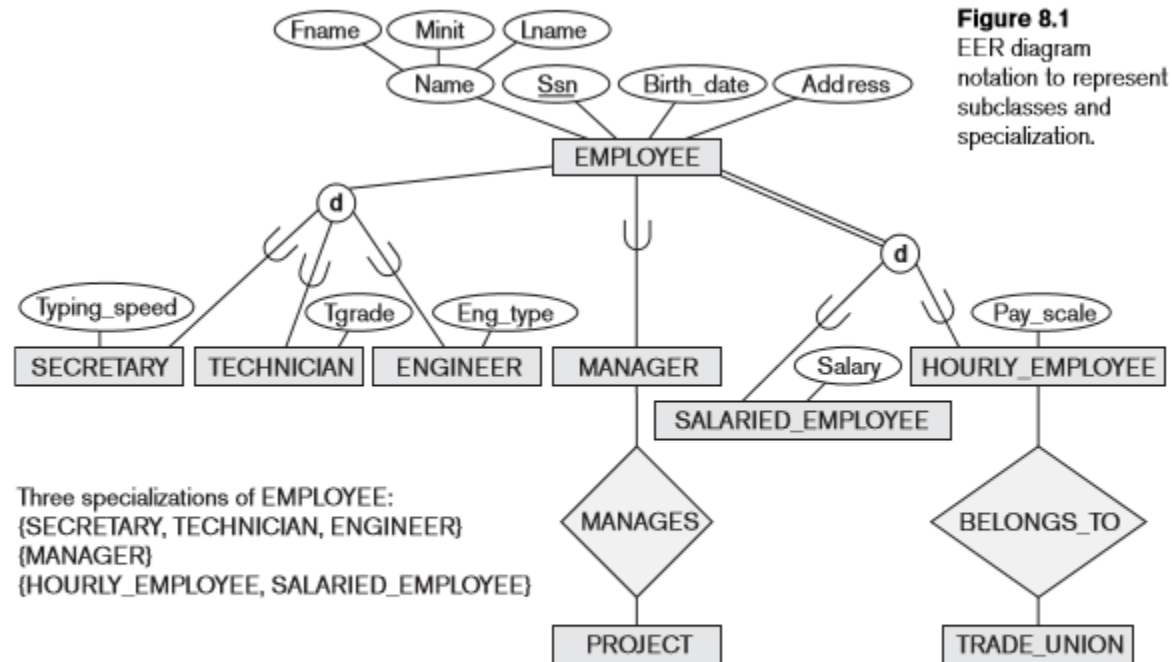 Figure 8.1
EER diagram
notation to represent
subclasses and
specialization.
Fname Minit Lname
Name Ssn Birth_date Address
EMPLOYEE
d
d
Typing_speed Tgrade Eng_type Pay_scale
SECRETARY TECHNICIAN ENGINEER MANAGER Salary HOURLY_EMPLOYEE
SALARIED_EMPLOYEE
Three specializations of EMPLOYEE:
{SECRETARY, TECHNICIAN, ENGINEER}
{MANAGER}
{HOURLY_EMPLOYEE, SALARIED_EMPLOYEE}
MANAGES BELONGS_TO
PROJECT TRADE_UNION